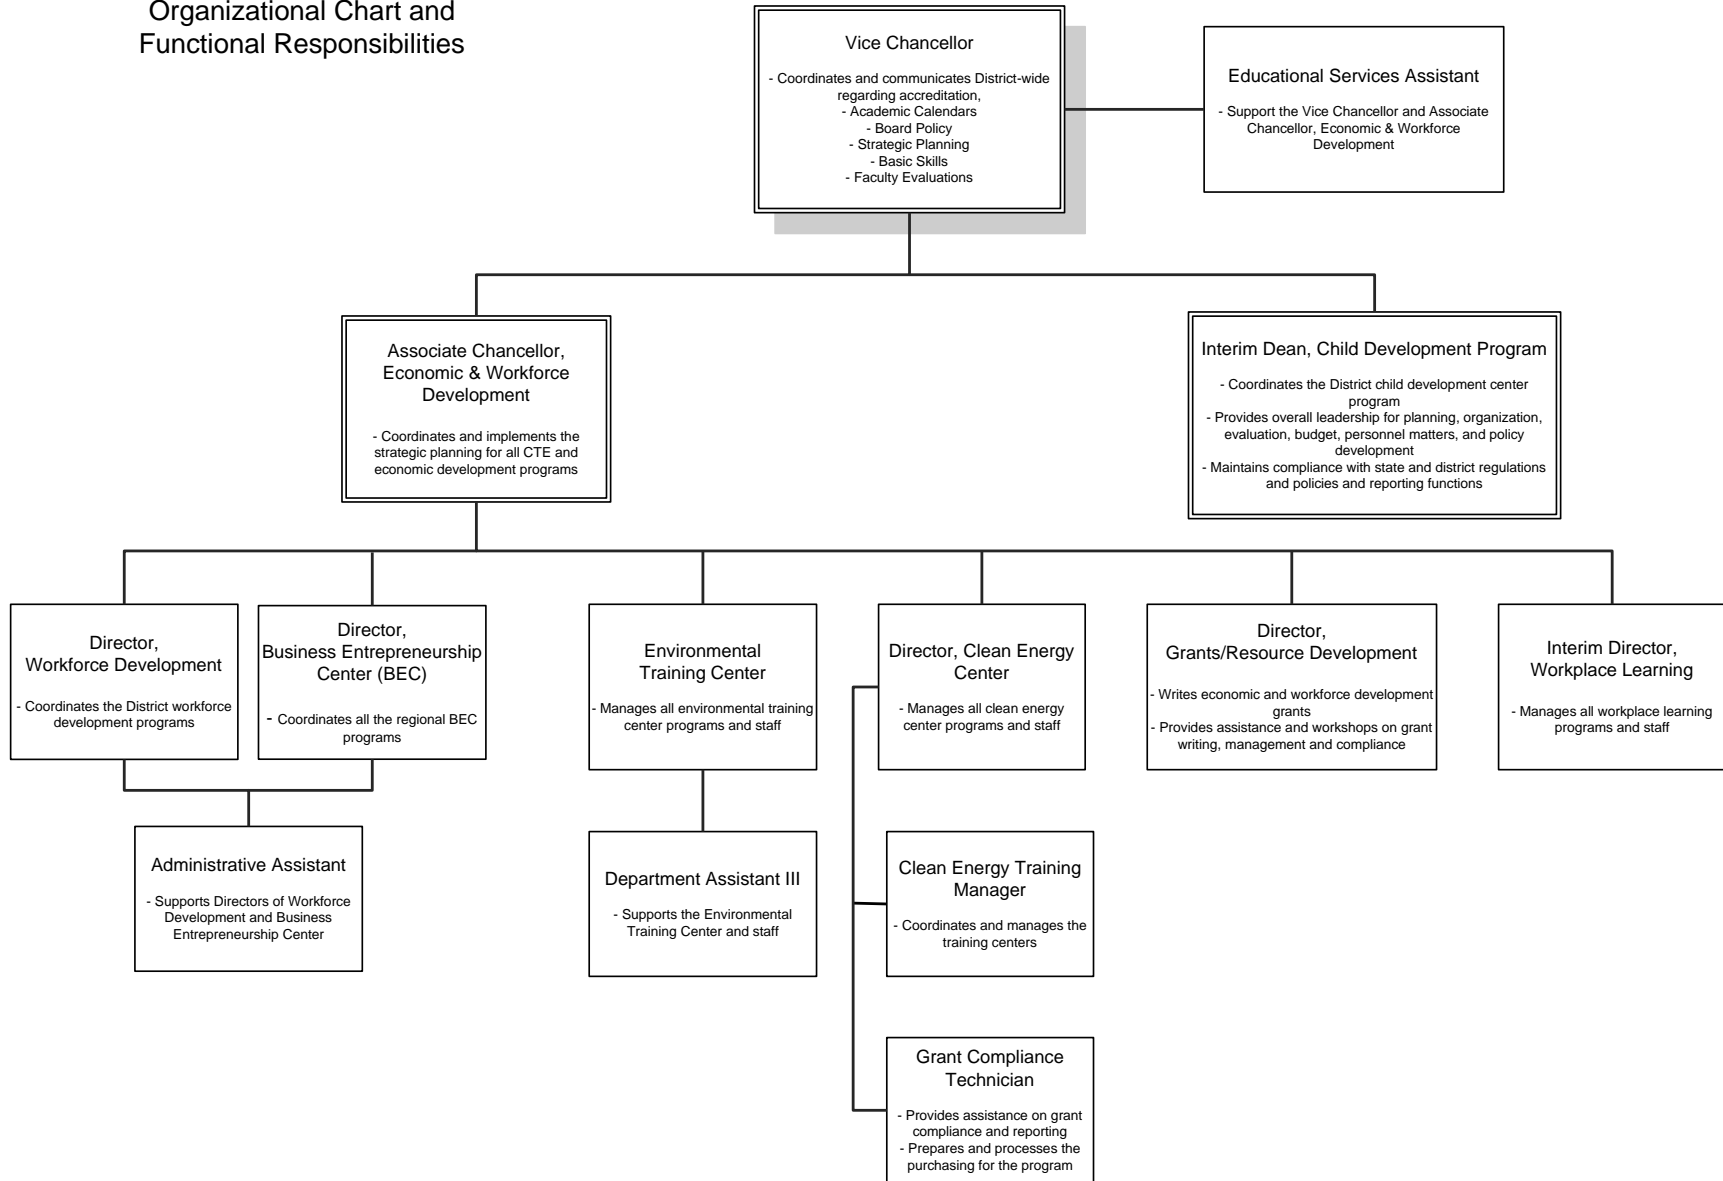 Organizational Chart and
Functional Responsibilities
Vice Chancellor
- Coordinates and communicates District-wide
regarding accreditation,
- Academic Calendars
- Board Policy
- Strategic Planning
- Basic Skills
- Faculty Evaluations
Educational Services Assistant
- Support the Vice Chancellor and Associate
Chancellor, Economic & Workforce
Development
Associate Chancellor,
Economic & Workforce
Development
- Coordinates and implements the
strategic planning for all CTE and
economic development programs
Interim Dean, Child Development Program
- Coordinates the District child development center
program
- Provides overall leadership for planning, organization,
evaluation, budget, personnel matters, and policy
development
- Maintains compliance with state and district regulations
and policies and reporting functions
Director,
Workforce Development
- Coordinates the District workforce
development programs
Director,
Business Entrepreneurship
Center (BEC)
- Coordinates all the regional BEC
programs
Environmental
Training Center
- Manages all environmental training
center programs and staff
Director, Clean Energy
Center
- Manages all clean energy
center programs and staff
Director,
Grants/Resource Development
- Writes economic and workforce development
grants
- Provides assistance and workshops on grant
writing, management and compliance
Interim Director,
Workplace Learning
- Manages all workplace learning
programs and staff
Administrative Assistant
- Supports Directors of Workforce
Development and Business
Entrepreneurship Center
Department Assistant III
- Supports the Environmental
Training Center and staff
Clean Energy Training
Manager
- Coordinates and manages the
training centers
Grant Compliance
Technician
- Provides assistance on grant
compliance and reporting
- Prepares and processes the
purchasing for the program